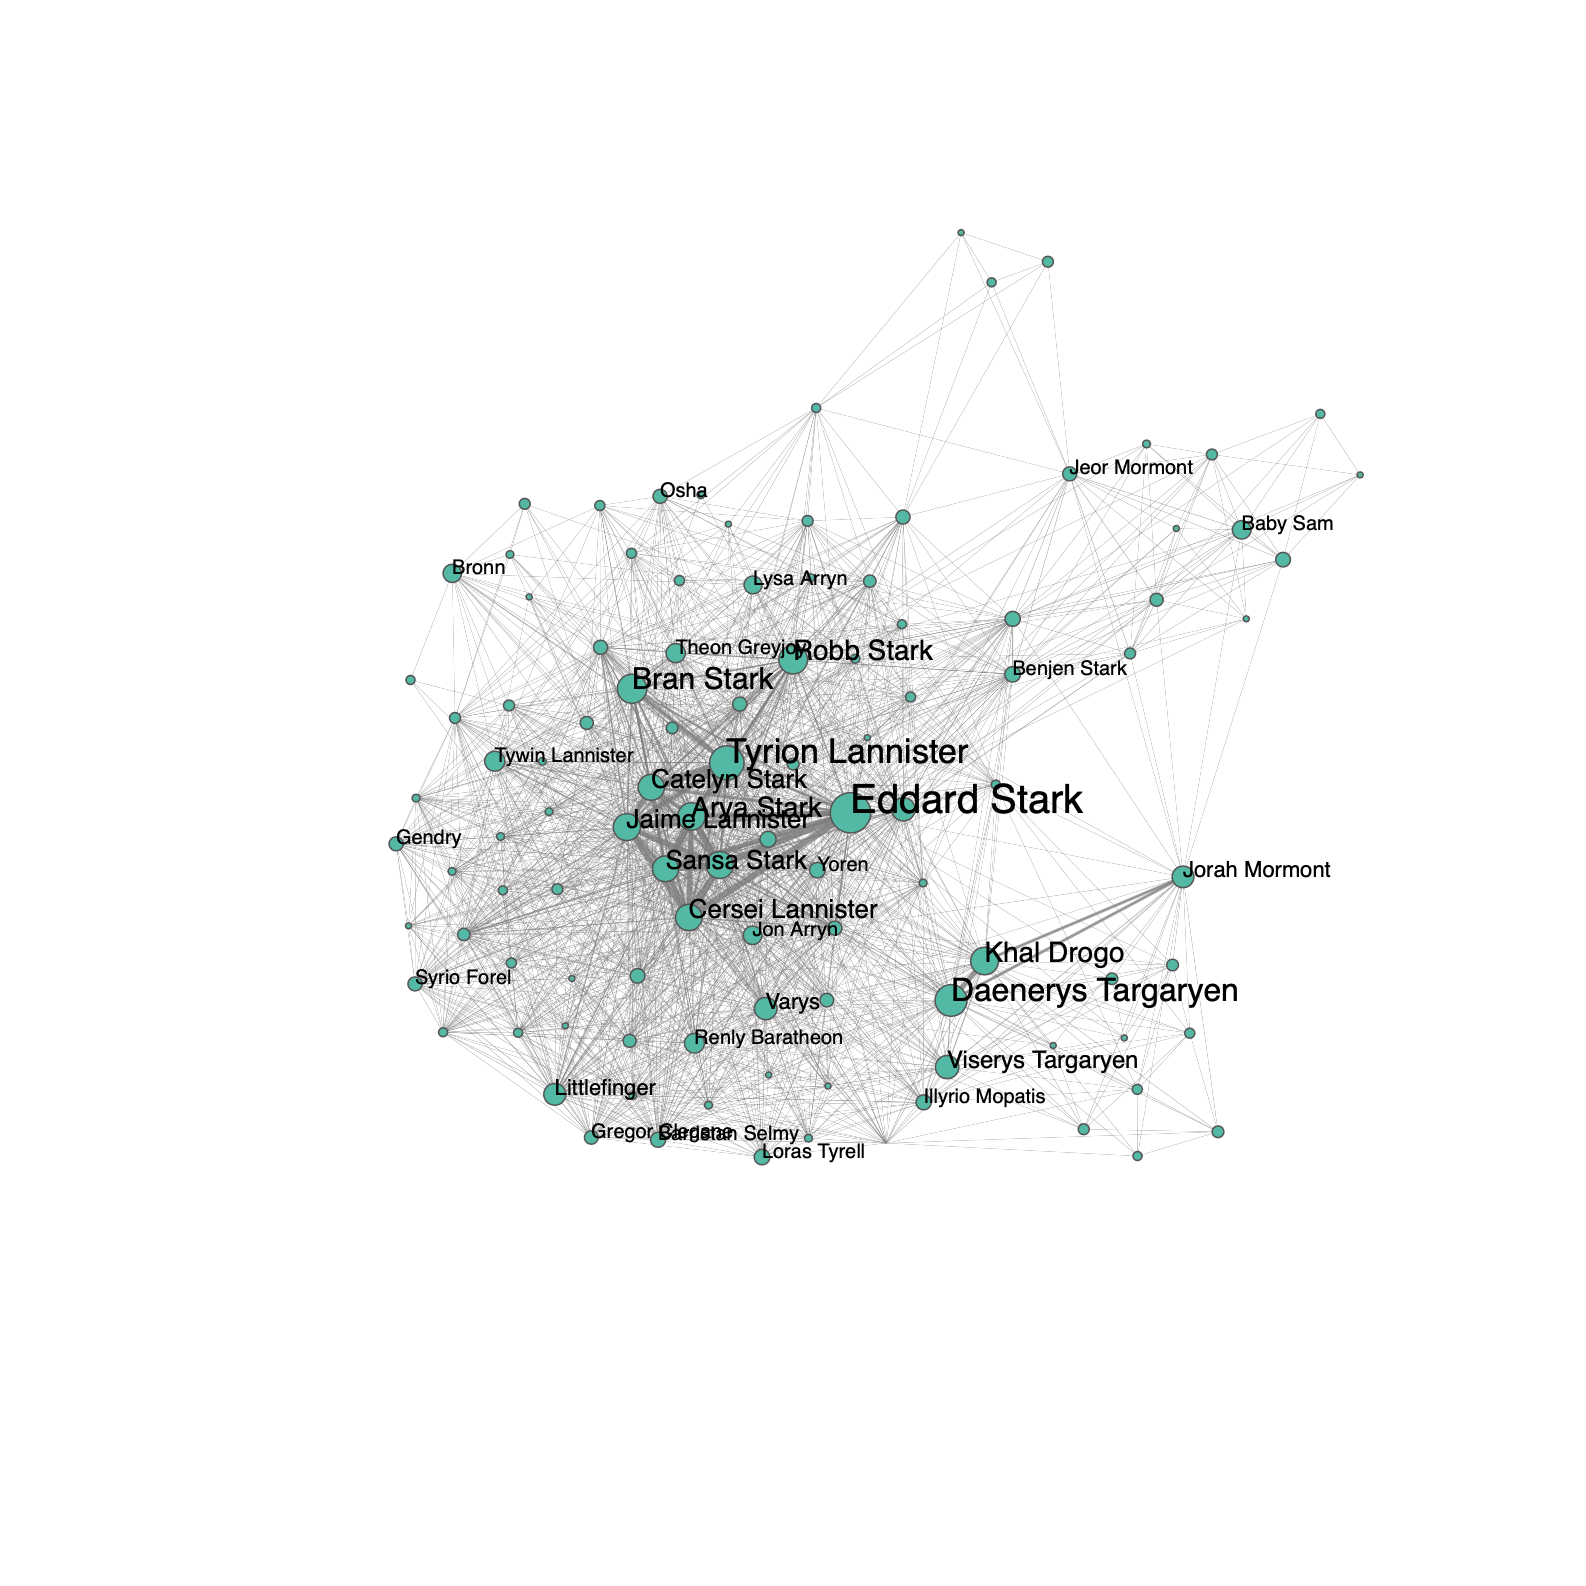 Jeor Mormont
Osha
Baby Sam
Bronn
Lysa Arryn
Theon Greyjoy
Robb Stark
Benjen Stark
Bran Stark
Tywin Lannister
Tyrion Lannister
Catelyn Stark
Eddard Stark
Arya Stark
Jaime Lannister
Gendry
Sansa Stark
Yoren
Jorah Mormont
Cersei Lannister
Jon Arryn
Khal Drogo
Syrio Forel
Daenerys Targaryen
Varys
Renly Baratheon
Viserys Targaryen
Littlefinger
Illyrio Mopatis
Gregor Clegane
Barristan Selmy
Loras Tyrell